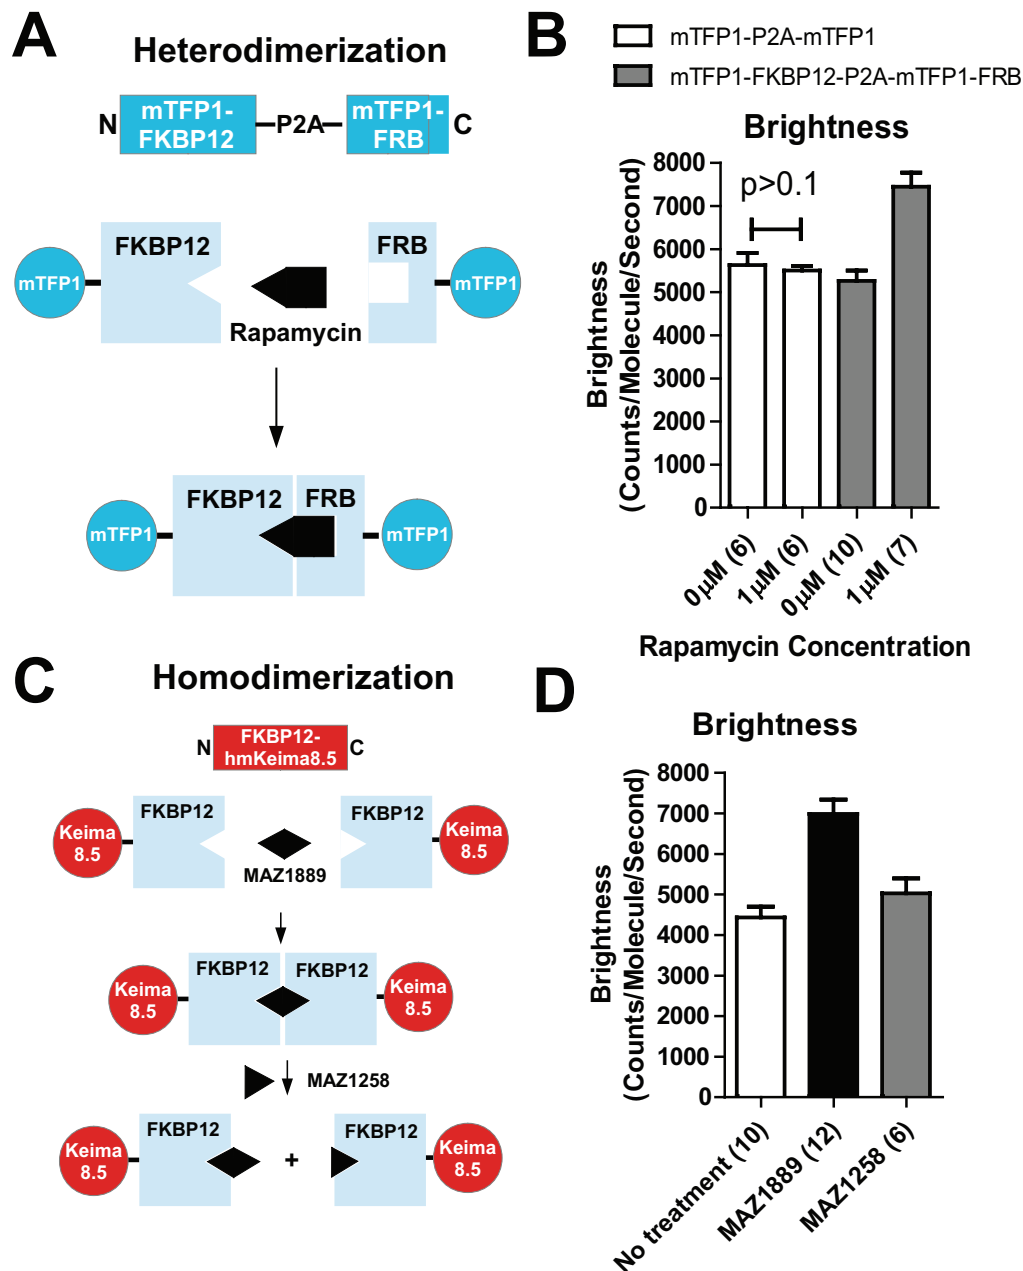 A
Heterodimerization
N
mTFP1-
FKBP12
P2A
mTFP1-
FRB
C
FKBP12
FRB
mTFP1
mTFP1
Rapamycin
FKBP12
FRB
mTFP1
mTFP1
B
mTFP1-P2A-mTFP1
mTFP1-FKBP12-P2A-mTFP1-FRB
Brightness
Brightness
(Counts/Molecule/Second)
8000
7000
6000
5000
4000
3000
2000
1000
0
p>0.1
0μM (6)
1μM (6)
0μM (10)
1μM (7)
Rapamycin Concentration
C
Homodimerization
N
FKBP12-
hmKeima8.5
C
FKBP12
FKBP12
Keima
8.5
Keima
8.5
MAZ1889
FKBP12
FKBP12
Keima
8.5
Keima
8.5
MAZ1258
FKBP12
FKBP12
Keima
8.5
+
Keima
8.5
D
Brightness
Brightness
(Counts/Molecule/Second)
8000
7000
6000
5000
4000
3000
2000
1000
0
No treatment (10)
MAZ1889 (12)
MAZ1258 (6)